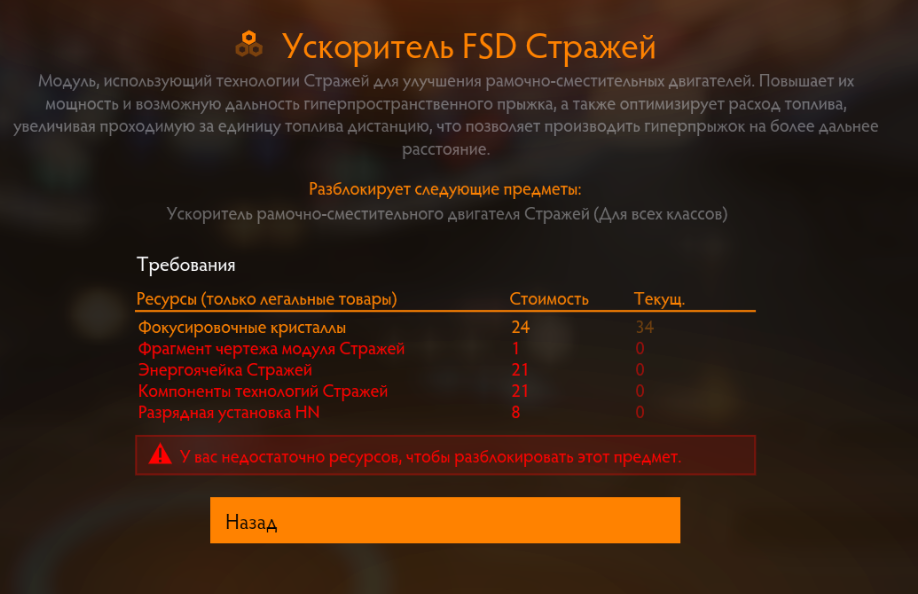 Ускоритель FSD Стражей
Модуль, использующий технологии Стражей для улучшения рамочно-сместительных двигателей. Повышает их
мощность и возможную дальность гиперпространственного прыжка, а также оптимизирует расход топлива,
увеличивая проходимую за единицу топлива дистанцию, что позволяет производить гиперпрыжок на более дальнее
расстояние.
Разблокирует следующие предметы:
Ускоритель рамочно-сместительного двигателя Стражей (Для всех классов)
Требования
Ресурсы (только легальные товары) Стоимость Текущ.
Фокусировочные кристаллы 24 34
Фрагмент чертежа модуля Стражей 1 0
Энергоячейка Стражей 21 0
Компоненты технологий Стражей 21 0
Разрядная установка HN 8 0
У вас недостаточно ресурсов, чтобы разблокировать этот предмет.
Назад